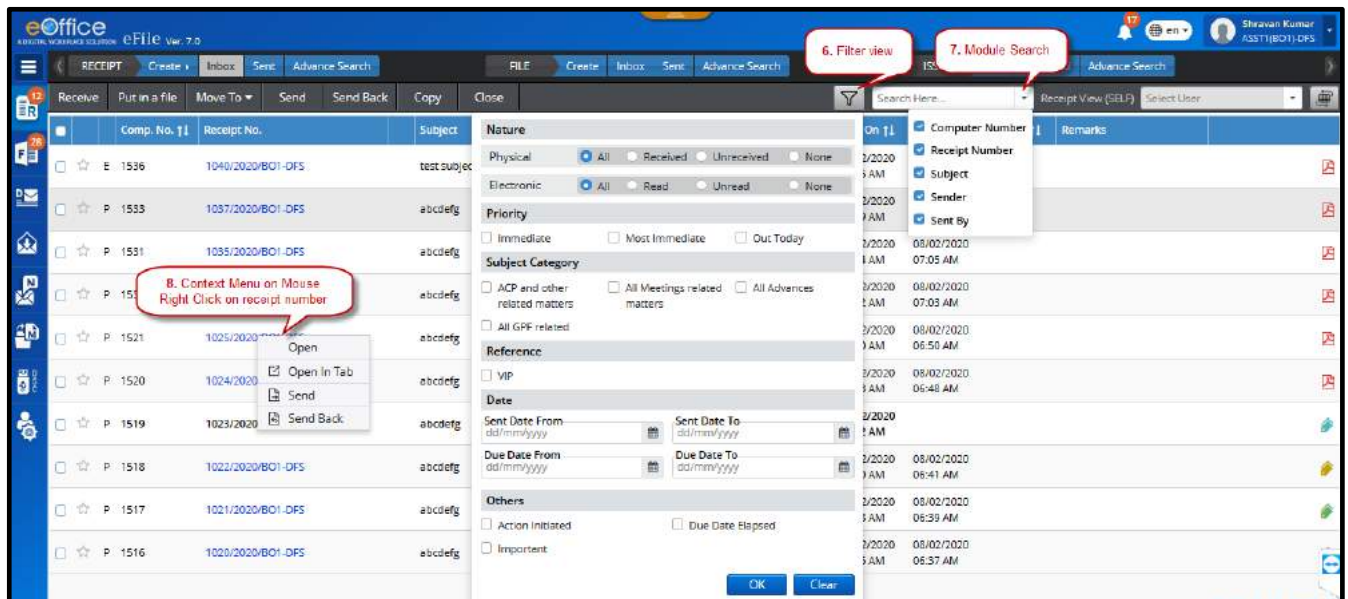 eOffice eFile Ver. 7.0
A DIGITAL WORKPLACE SOLUTION
17
en
Shravan Kumar
ASSTT(BOT)-DFS
6. Filter view
7. Module Search
RECEIPT Create Inbox Sent Advance Search FILE Create Inbox Sent Advance Search ISS Advance Search
12
Receive Put in a file Move To Send Send Back Copy Close Search Here... Receipt View (SELF) Select User
Comp. No. Receipt No. Subject On Remarks
28
Nature
Physical All Received Unreceived None
Electronic All Read Unread None
Priority
Immediate Most Immediate Out Today
Subject Category
ACP and other related matters
All Meetings related matters
All Advances
All GPF related
Reference
VIP
Date
Sent Date From Sent Date To
dd/mm/yyyy dd/mm/yyyy
Due Date From Due Date To
dd/mm/yyyy dd/mm/yyyy
Others
Action Initiated Due Date Elapsed
Importent
OK Clear
Computer Number
Receipt Number
Subject
Sender
Sent By
8. Context Menu on Mouse
Right Click on receipt number
Open
Open In Tab
Send
Send Back
E 1536 1040/2020/BO1-DFS test subjec
P 1533 1037/2020/BO1-DFS abcdefg
P 1531 1035/2020/BO1-DFS abcdefg 08/02/2020 07:05 AM
P abcdefg 08/02/2020 07:03 AM
P 1521 1025/2020 abcdefg 08/02/2020 06:50 AM
P 1520 1024/2020 abcdefg 08/02/2020 06:48 AM
P 1519 1023/2020 abcdefg
P 1518 1022/2020/BO1-DFS abcdefg 08/02/2020 06:41 AM
P 1517 1021/2020/BO1-DFS abcdefg 08/02/2020 06:39 AM
P 1516 1020/2020/BO1-DFS abcdefg 08/02/2020 06:37 AM